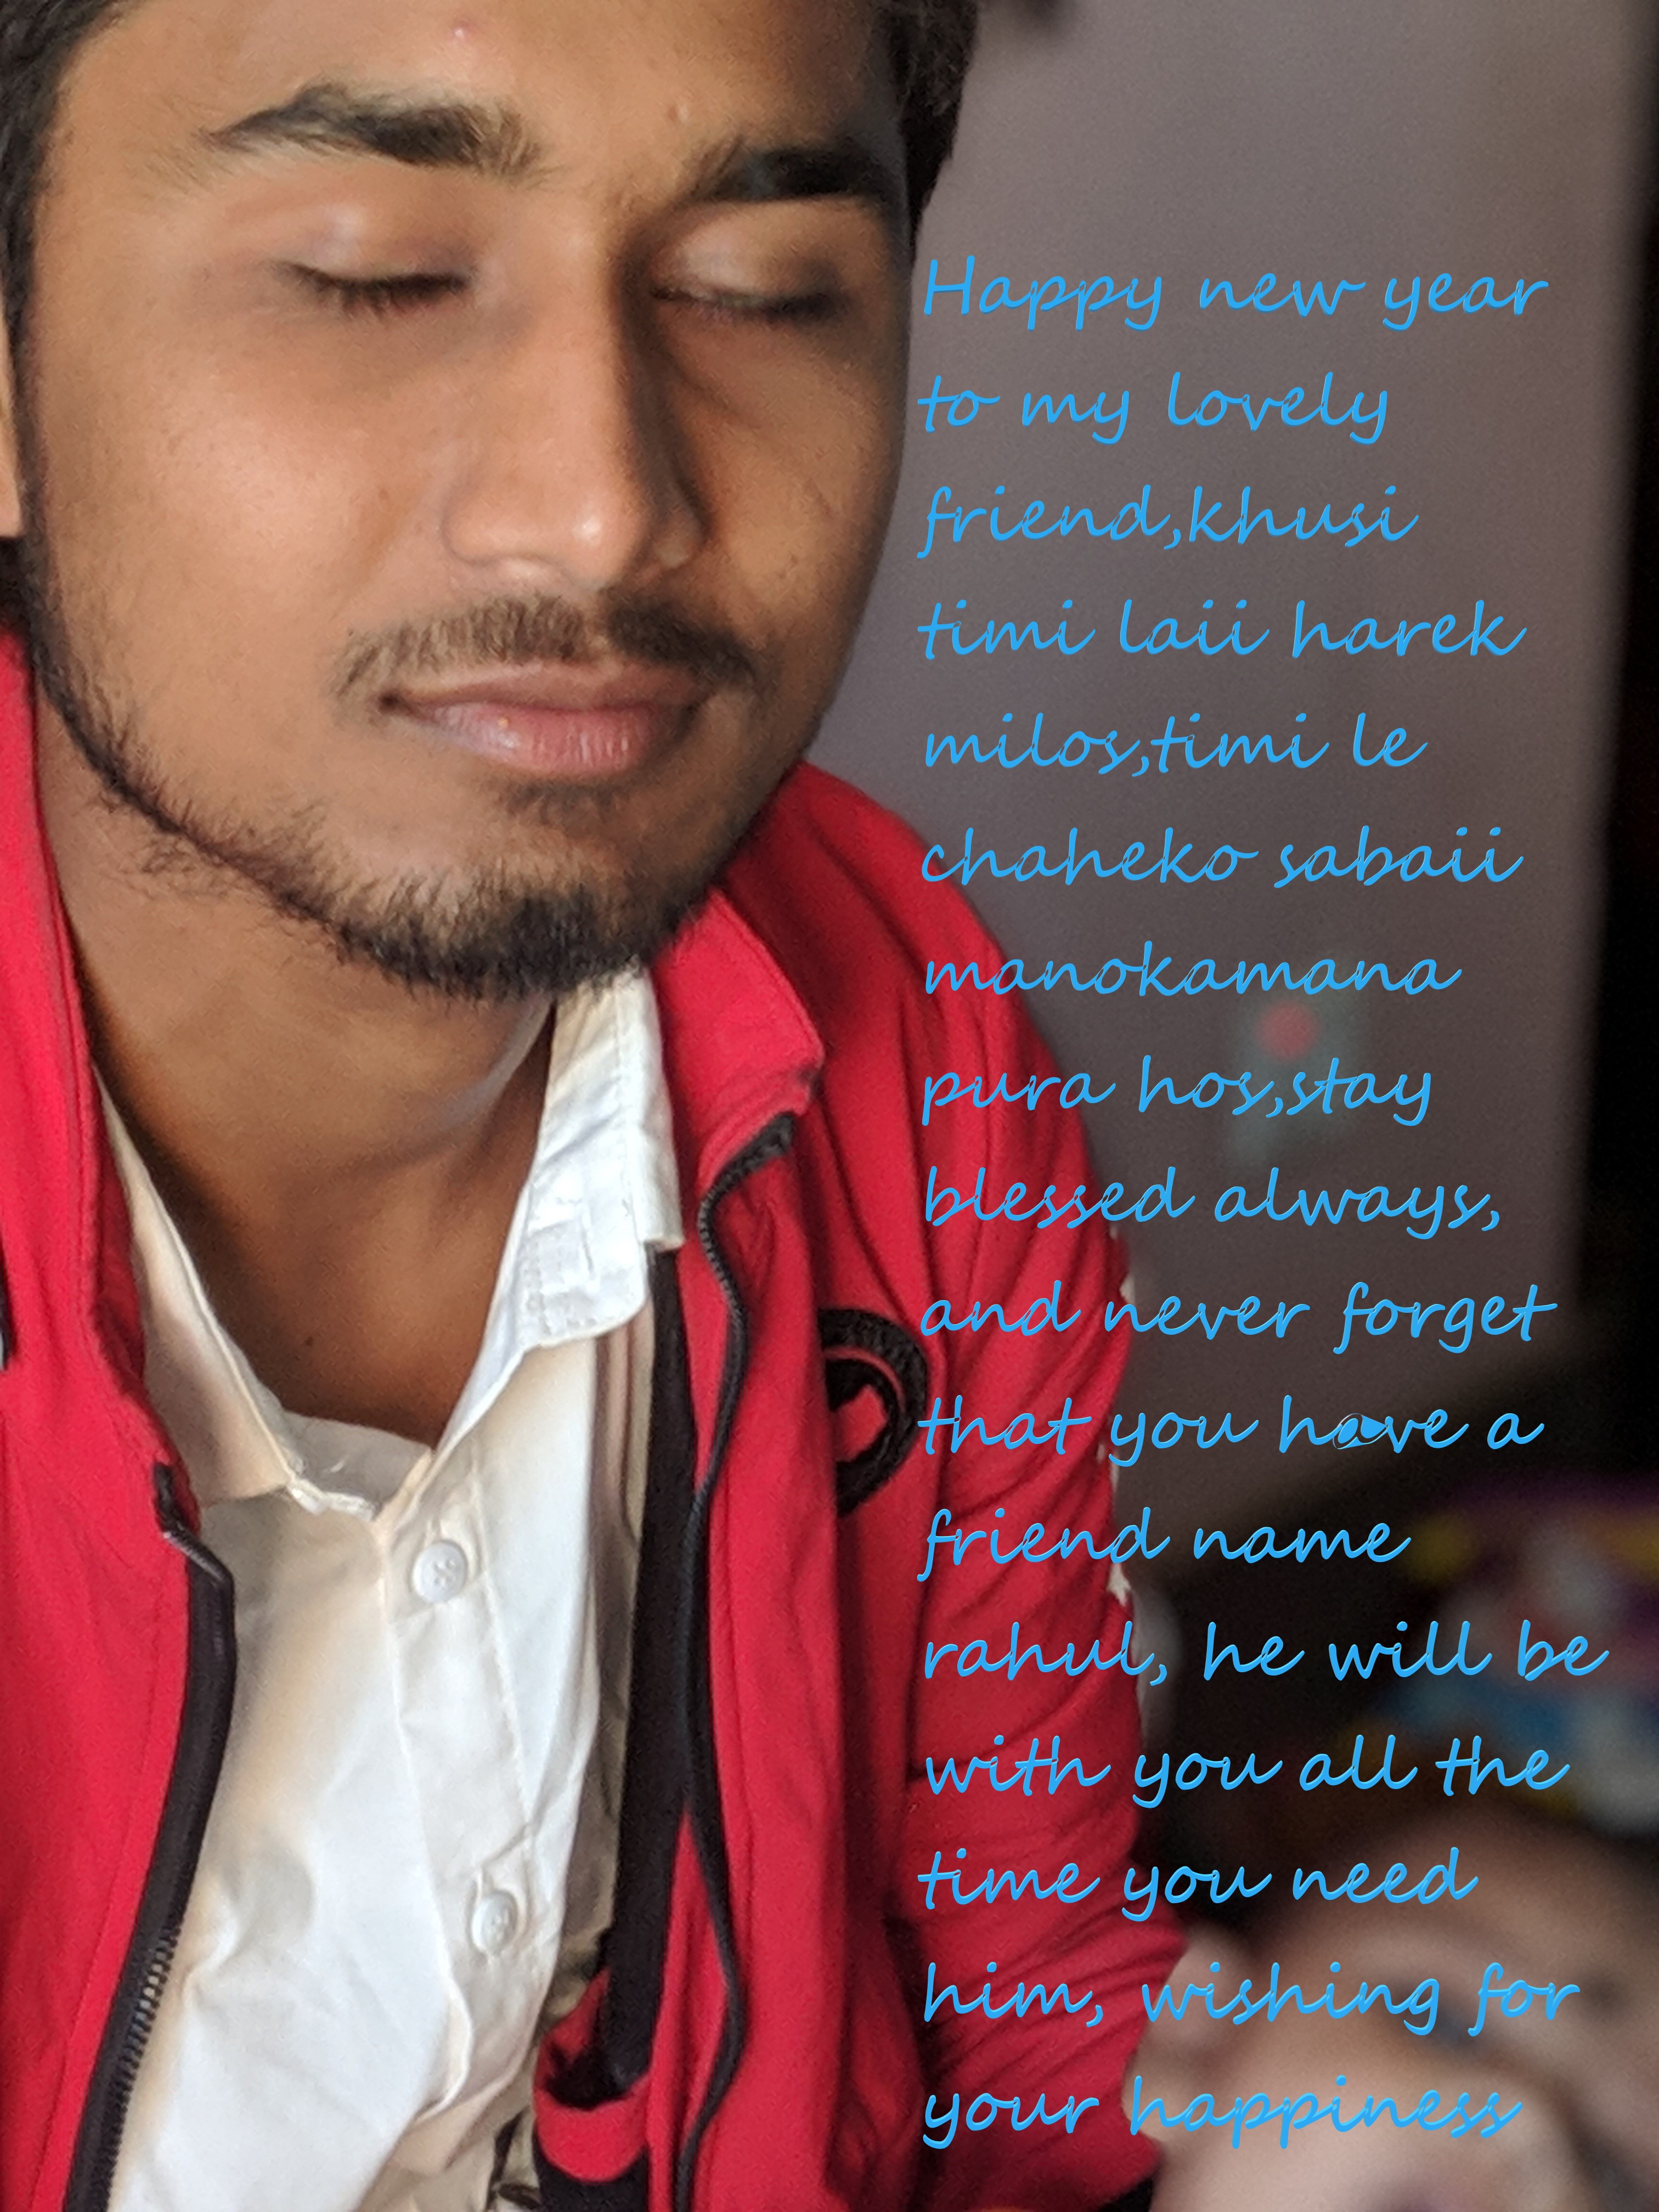 Happy new year
to my lovely
friend,khusi
timi laii harek
milos,timi le
chaheko sabaii
manokamana
pura hos,stay
blessed always,
and never forget
that you have a
friend name
rahul, he will be
with you all the
time you need
him, wishing for
your happiness